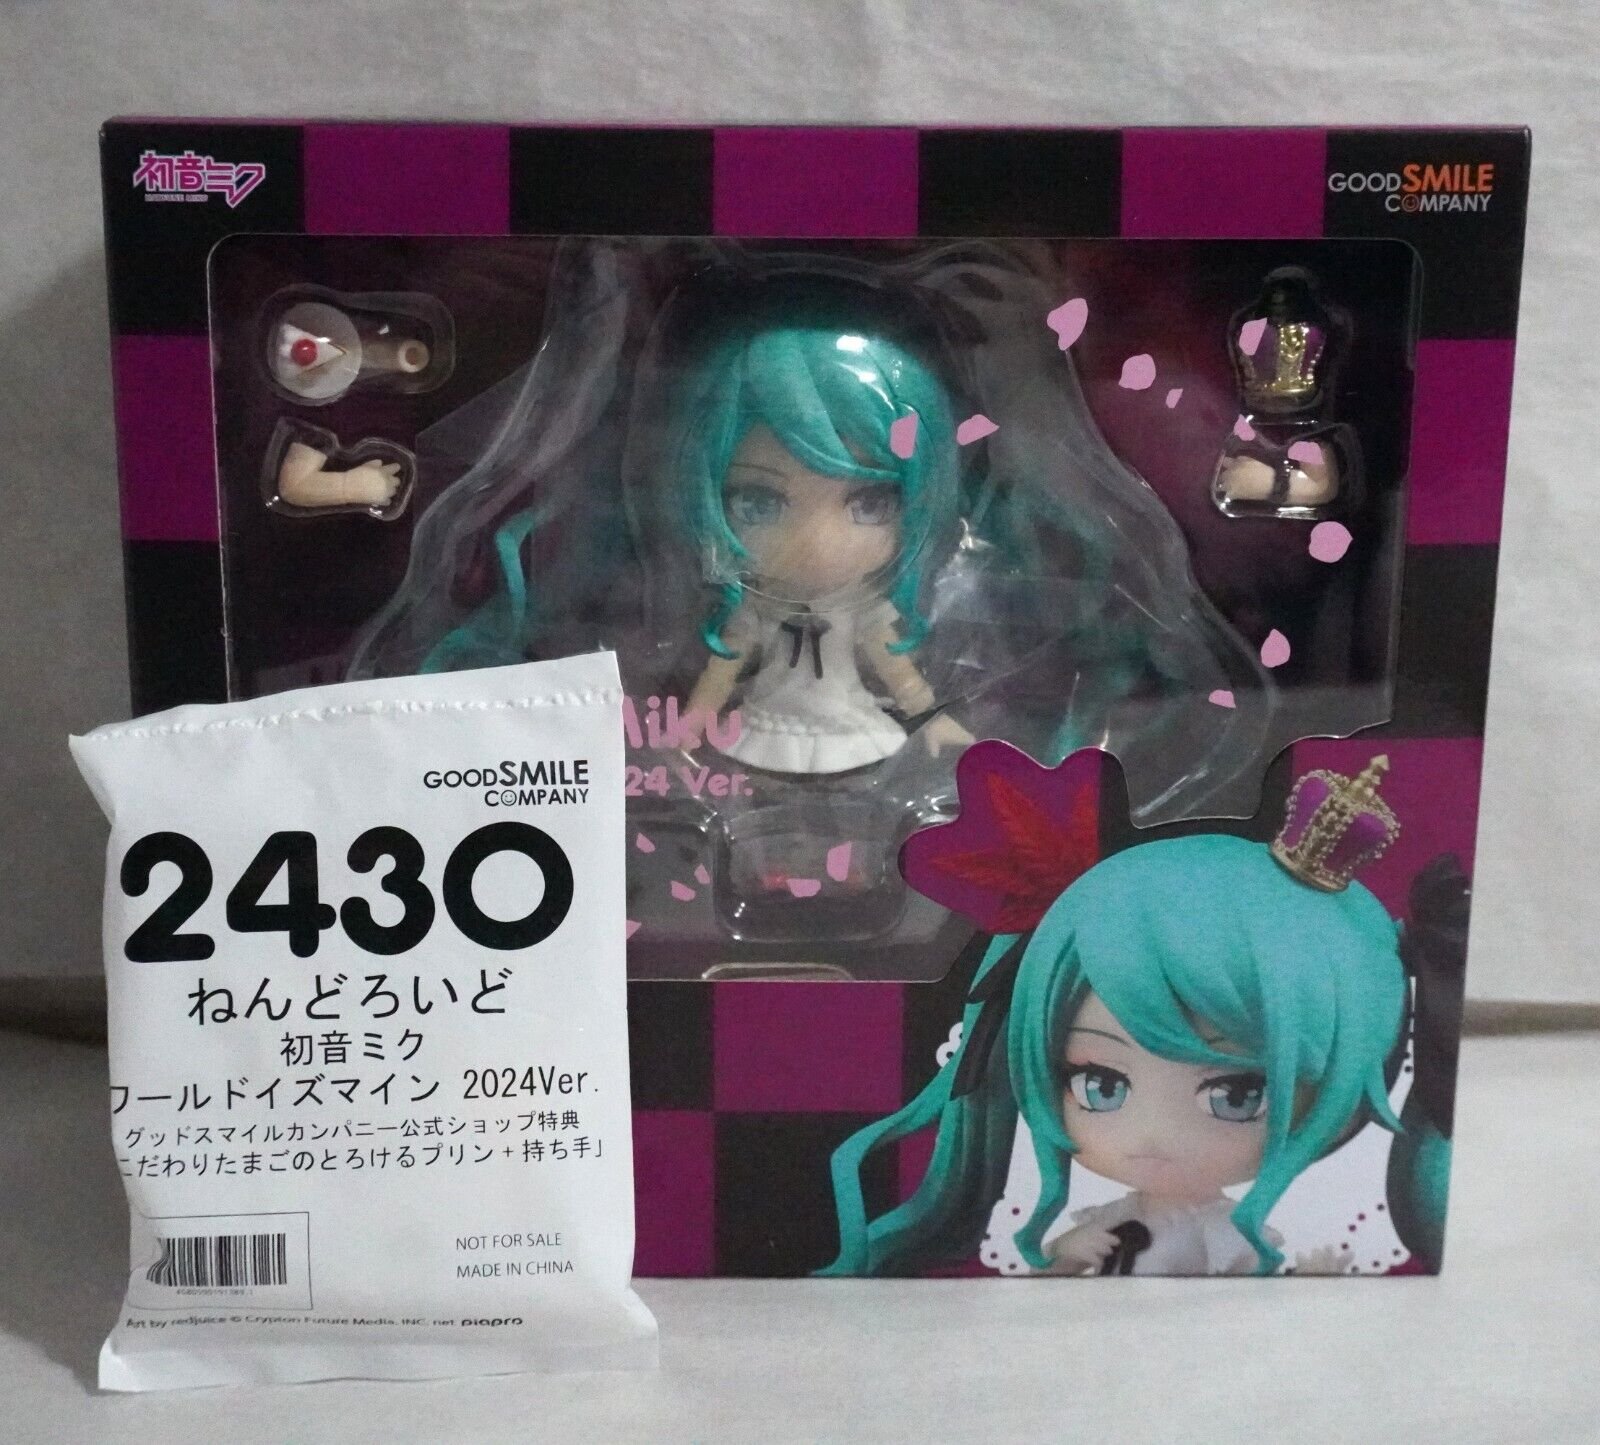 初音ミク
HATSUNE MIKU
GOOD SMILE
COMPANY
Miku
24 Ver.
GOOD SMILE
COMPANY
2430
ねんどろいど
初音ミク
ワールドイズマイン 2024Ver.
グッドスマイルカンパニー公式ショップ特典
こだわりたまごのとろけるプリン+持ち手」
NOT FOR SALE
MADE IN CHINA
Art by redjuice © Crypton Future Media, INC. net piapro